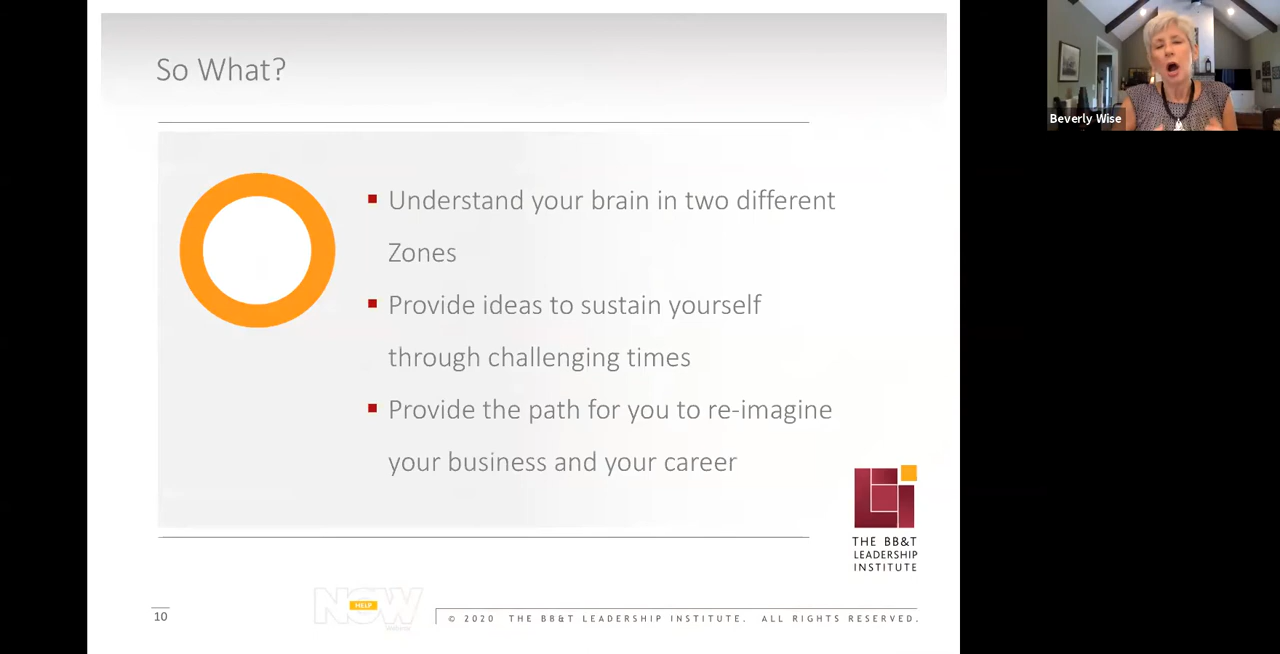 So What?
Beverly Wise
Understand your brain in two different
Zones
Provide ideas to sustain yourself
through challenging times
Provide the path for you to re-imagine
your business and your career
THE BB&T
LEADERSHIP
INSTITUTE
10
NOW
HELP
© 2020 THE BB&T LEADERSHIP INSTITUTE. ALL RIGHTS RESERVED.